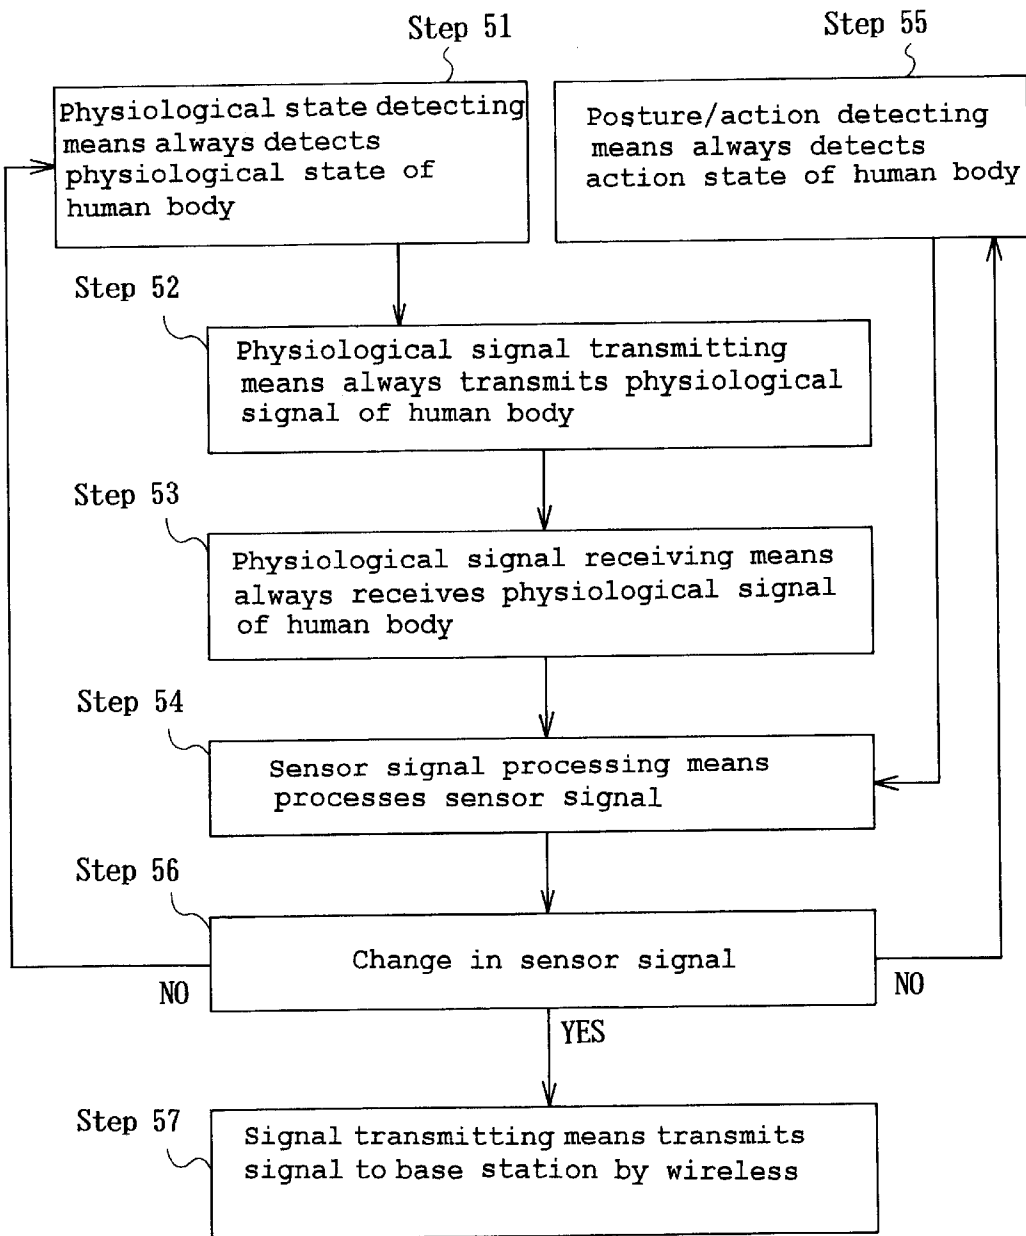 Step 51
Step 55
Physiological state detecting
means always detects
physiological state of
human body
Posture/action detecting
means always detects
action state of human body
Step 52
Physiological signal transmitting
means always transmits physiological
signal of human body
Step 53
Physiological signal receiving means
always receives physiological signal
of human body
Step 54
Sensor signal processing means
processes sensor signal
Step 56
Change in sensor signal
NO
NO
YES
Step 57
Signal transmitting means transmits
signal to base station by wireless